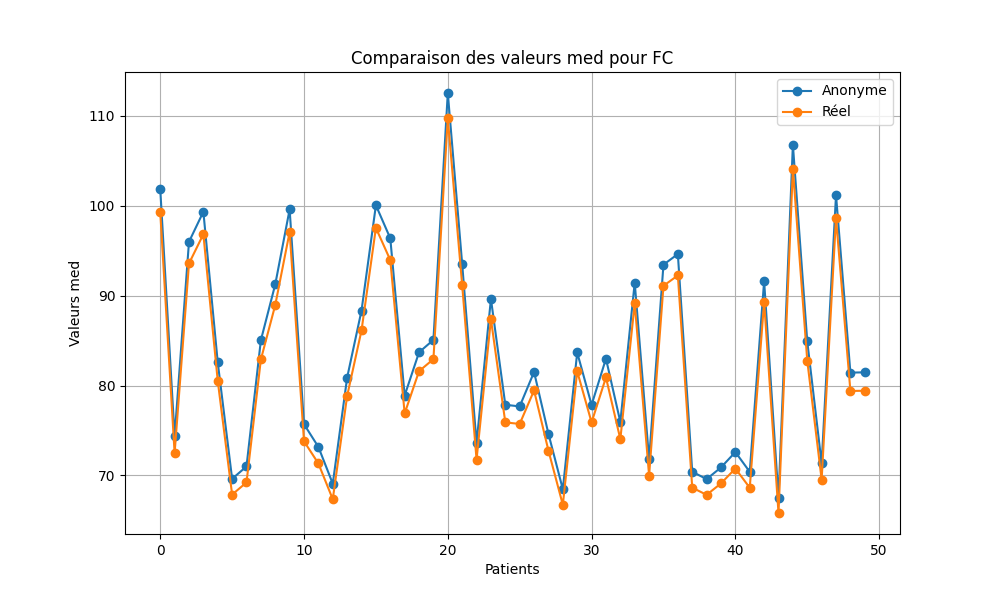 Comparaison des valeurs med pour FC
Anonyme
Réel
Valeurs med
110
100
90
80
70
0 10 20 30 40 50
Patients